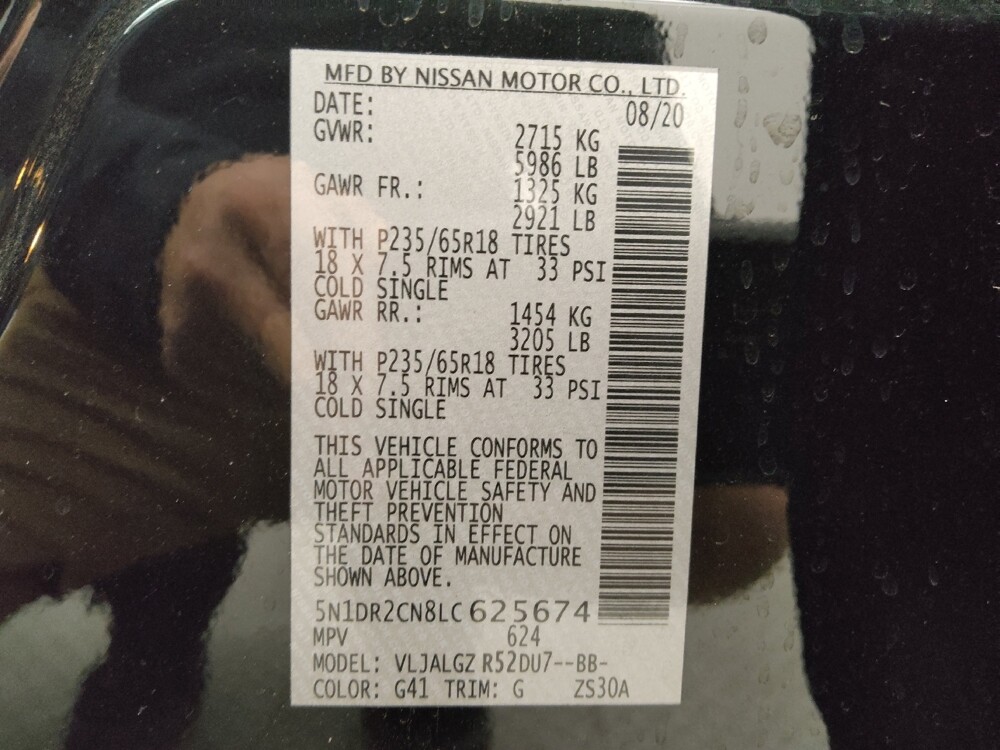 MFD BY NISSAN MOTOR CO., LTD.
DATE: 08/20
GVWR: 2715 KG
5986 LB
GAWR FR.: 1325 KG
2921 LB
WITH P235/65R18 TIRES
18 X 7.5 RIMS AT 33 PSI
COLD SINGLE
GAWR RR.: 1454 KG
3205 LB
WITH P235/65R18 TIRES
18 X 7.5 RIMS AT 33 PSI
COLD SINGLE
THIS VEHICLE CONFORMS TO
ALL APPLICABLE FEDERAL
MOTOR VEHICLE SAFETY AND
THEFT PREVENTION
STANDARDS IN EFFECT ON
THE DATE OF MANUFACTURE
SHOWN ABOVE.
5N1DR2CN8LC625674
MPV 624
MODEL: VLJALGZ R52DU7--BB-
COLOR: G41 TRIM: G ZS30A